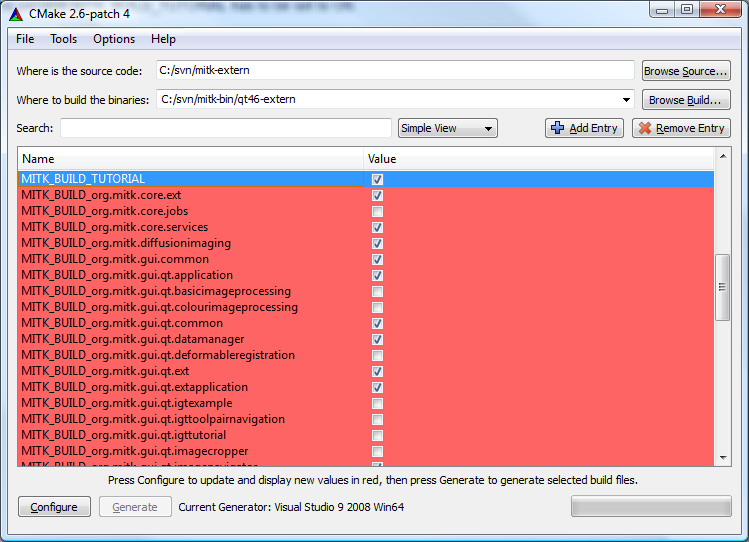 CMake 2.6-patch 4
File Tools Options Help
Where is the source code: C:/svn/mitk-extern Browse Source...
Where to build the binaries: C:/svn/mitk-bin/qt46-extern Browse Build...
Search: Simple View Add Entry Remove Entry
Name Value
MITK_BUILD_TUTORIAL
MITK_BUILD_org.mitk.core.ext
MITK_BUILD_org.mitk.core.jobs
MITK_BUILD_org.mitk.core.services
MITK_BUILD_org.mitk.diffusionimaging
MITK_BUILD_org.mitk.gui.common
MITK_BUILD_org.mitk.gui.qt.application
MITK_BUILD_org.mitk.gui.qt.basicimageprocessing
MITK_BUILD_org.mitk.gui.qt.colourimageprocessing
MITK_BUILD_org.mitk.gui.qt.common
MITK_BUILD_org.mitk.gui.qt.datamanager
MITK_BUILD_org.mitk.gui.qt.deformableregistration
MITK_BUILD_org.mitk.gui.qt.ext
MITK_BUILD_org.mitk.gui.qt.extapplication
MITK_BUILD_org.mitk.gui.qt.igtexample
MITK_BUILD_org.mitk.gui.qt.igttoolpairnavigation
MITK_BUILD_org.mitk.gui.qt.igttutorial
MITK_BUILD_org.mitk.gui.qt.imagecropper
MITK_BUILD_org.mitk.gui.qt.imagenavigator
Press Configure to update and display new values in red, then press Generate to generate selected build files.
Configure Generate Current Generator: Visual Studio 9 2008 Win64